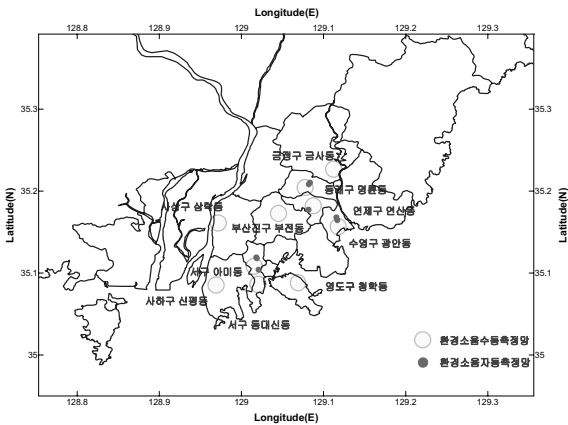 Longitude(E)
128.8 128.9 129 129.1 129.2 129.3
35.3 35.3
금정구 금사동
동래구 명륜동
35.2 35.2
사상구 삼락동
연제구 연산동
부산진구 부전동
수영구 광안동
Latitude(N)
Latitude(N)
서구 아미동
35.1 35.1
영도구 청학동
사하구 신평동
서구 동대신동
환경소음수동측정망
35 35
환경소음자동측정망
128.8 128.9 129 129.1 129.2 129.3
Longitude(E)